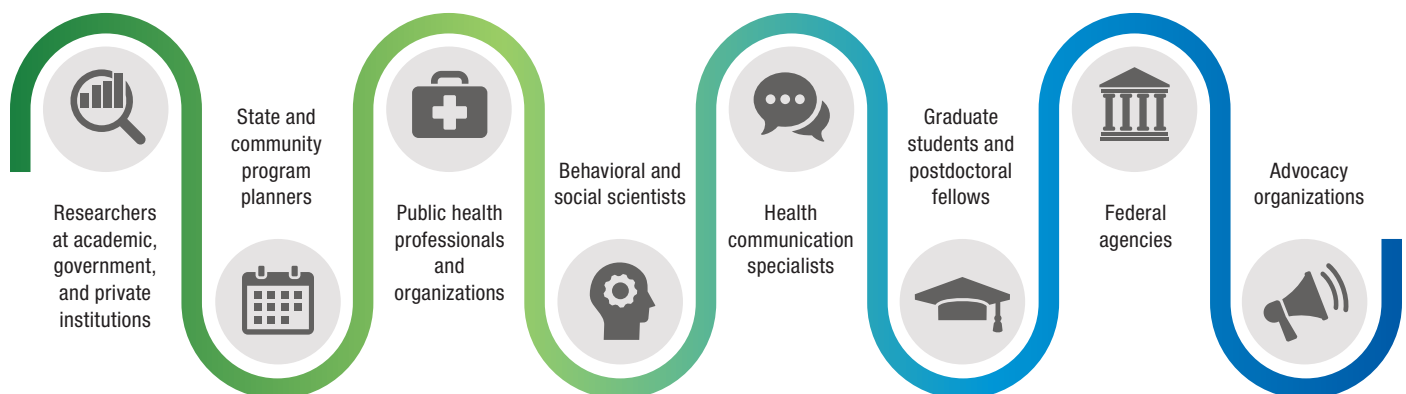 Researchers
at academic,
government,
and private
institutions
State and
community
program
planners
Public health
professionals
and
organizations
Behavioral and
social scientists
Health
communication
specialists
Graduate
students and
postdoctoral
fellows
Federal
agencies
Advocacy
organizations